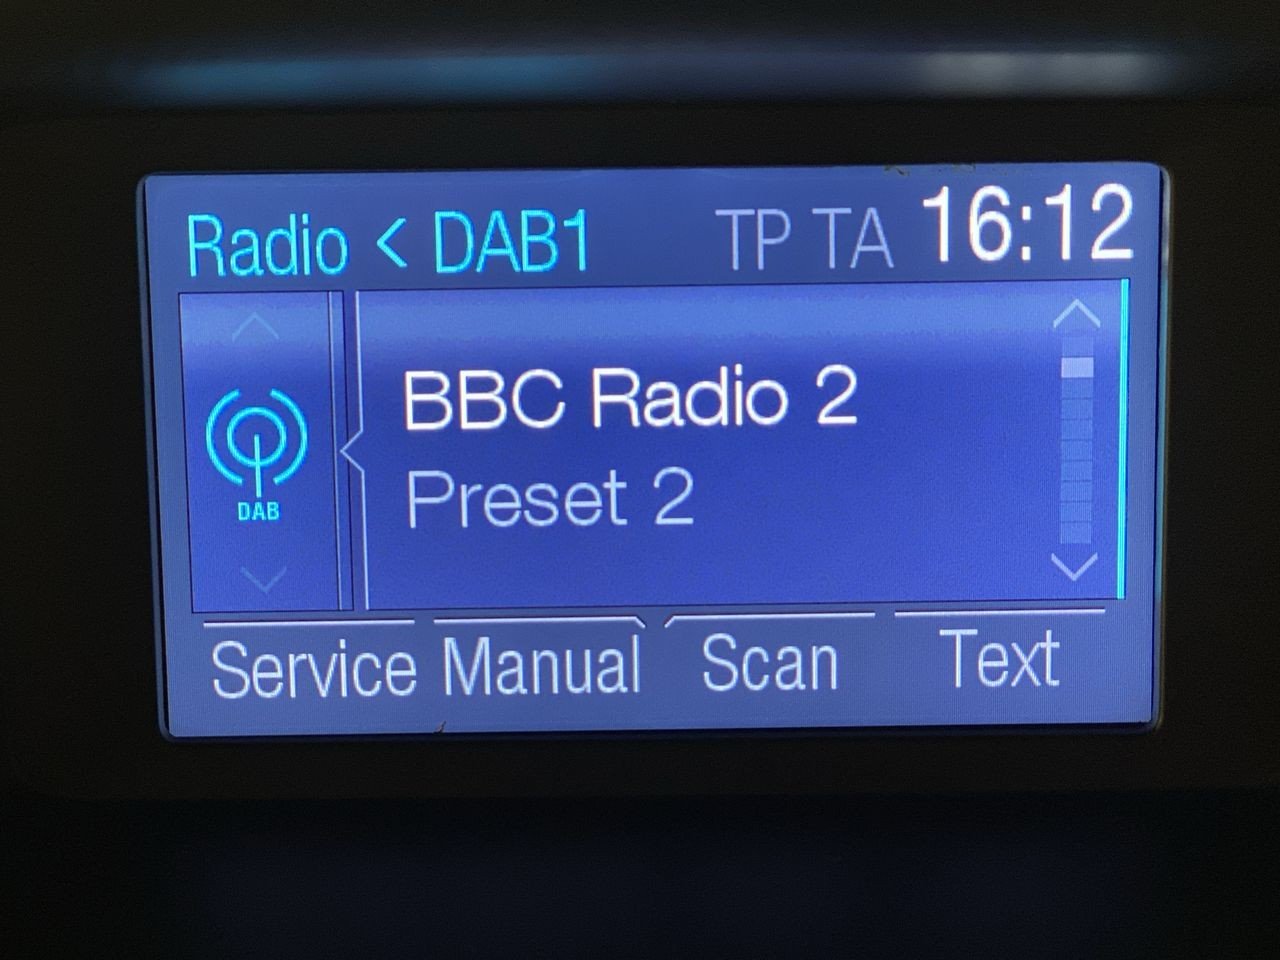 Radio < DAB1 TP TA 16:12
BBC Radio 2
Preset 2
DAB
Service Manual Scan Text